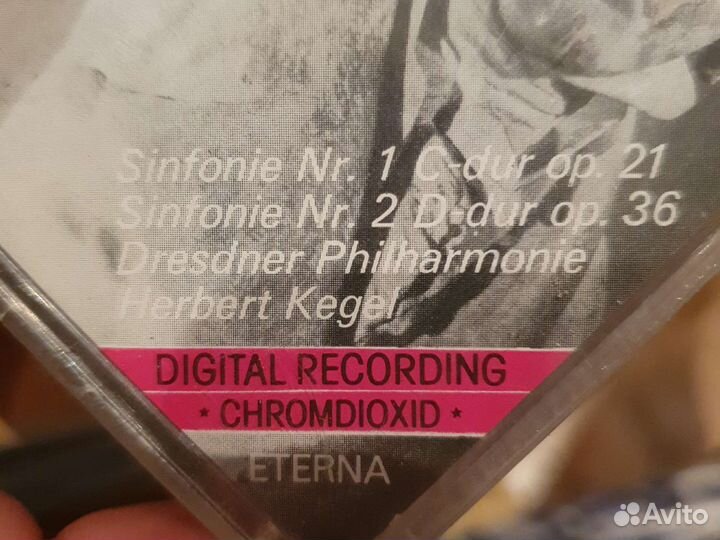 Sinfonie Nr. 1 C-dur op. 21
Sinfonie Nr. 2 D-dur op. 36
Dresdner Philharmonie
Herbert Kegel
DIGITAL RECORDING
* CHROMDIOXID *
ETERNA
Avito